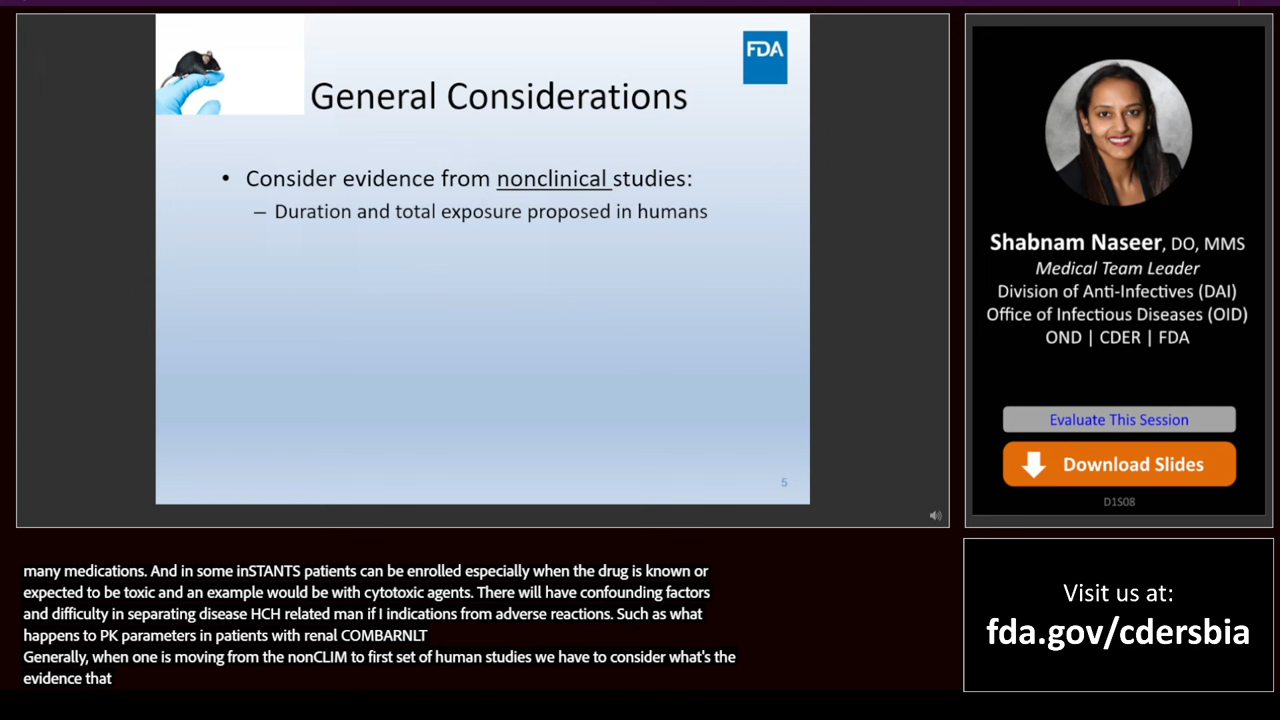 FDA
General Considerations
• Consider evidence from nonclinical studies:
– Duration and total exposure proposed in humans
5
Shabnam Naseer, DO, MMS
Medical Team Leader
Division of Anti-Infectives (DAI)
Office of Infectious Diseases (OID)
OND | CDER | FDA
Evaluate This Session
Download Slides
D1S08
many medications. And in some inSTANTS patients can be enrolled especially when the drug is known or
expected to be toxic and an example would be with cytotoxic agents. There will have confounding factors
and difficulty in separating disease HCH related man if I indications from adverse reactions. Such as what
happens to PK parameters in patients with renal COMBARNLT
Generally, when one is moving from the nonCLIM to first set of human studies we have to consider what's the
evidence that
Visit us at:
fda.gov/cdersbia